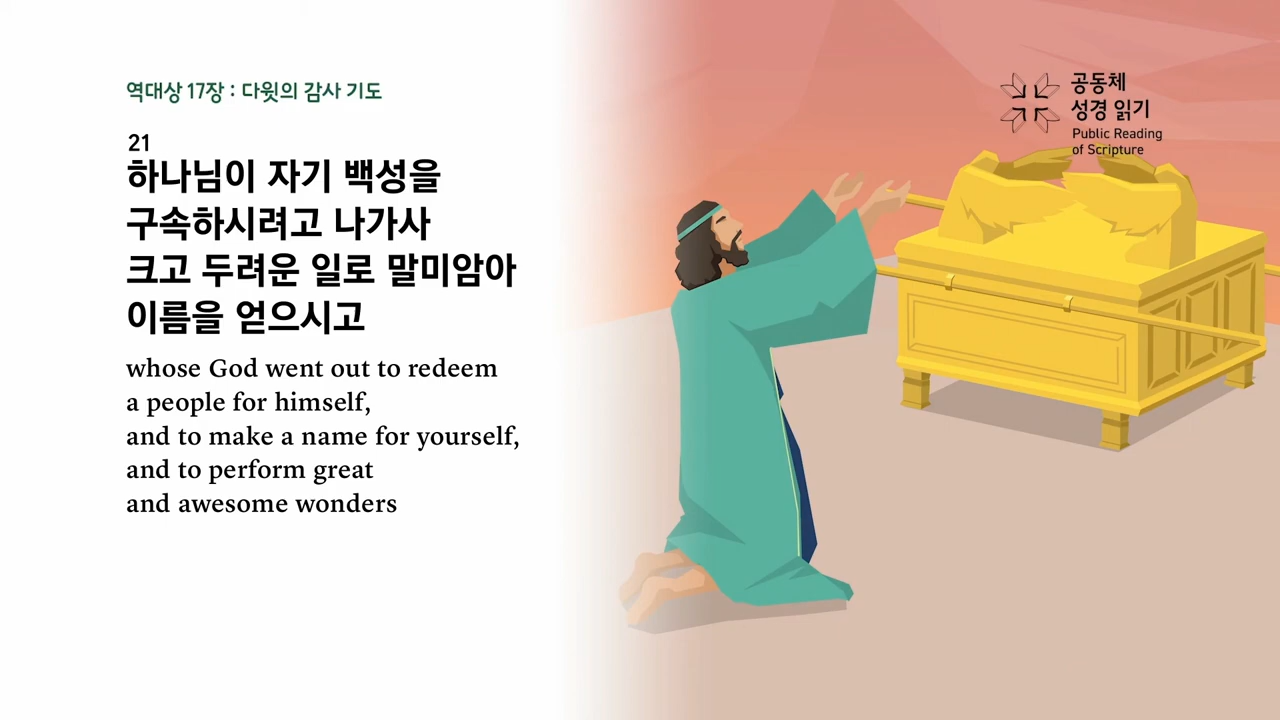 역대상 17장 : 다윗의 감사 기도
21
하나님이 자기 백성을
구속하시려고 나가사
크고 두려운 일로 말미암아
이름을 얻으시고
whose God went out to redeem
a people for himself,
and to make a name for yourself,
and to perform great
and awesome wonders
공동체
성경 읽기
Public Reading
of Scripture